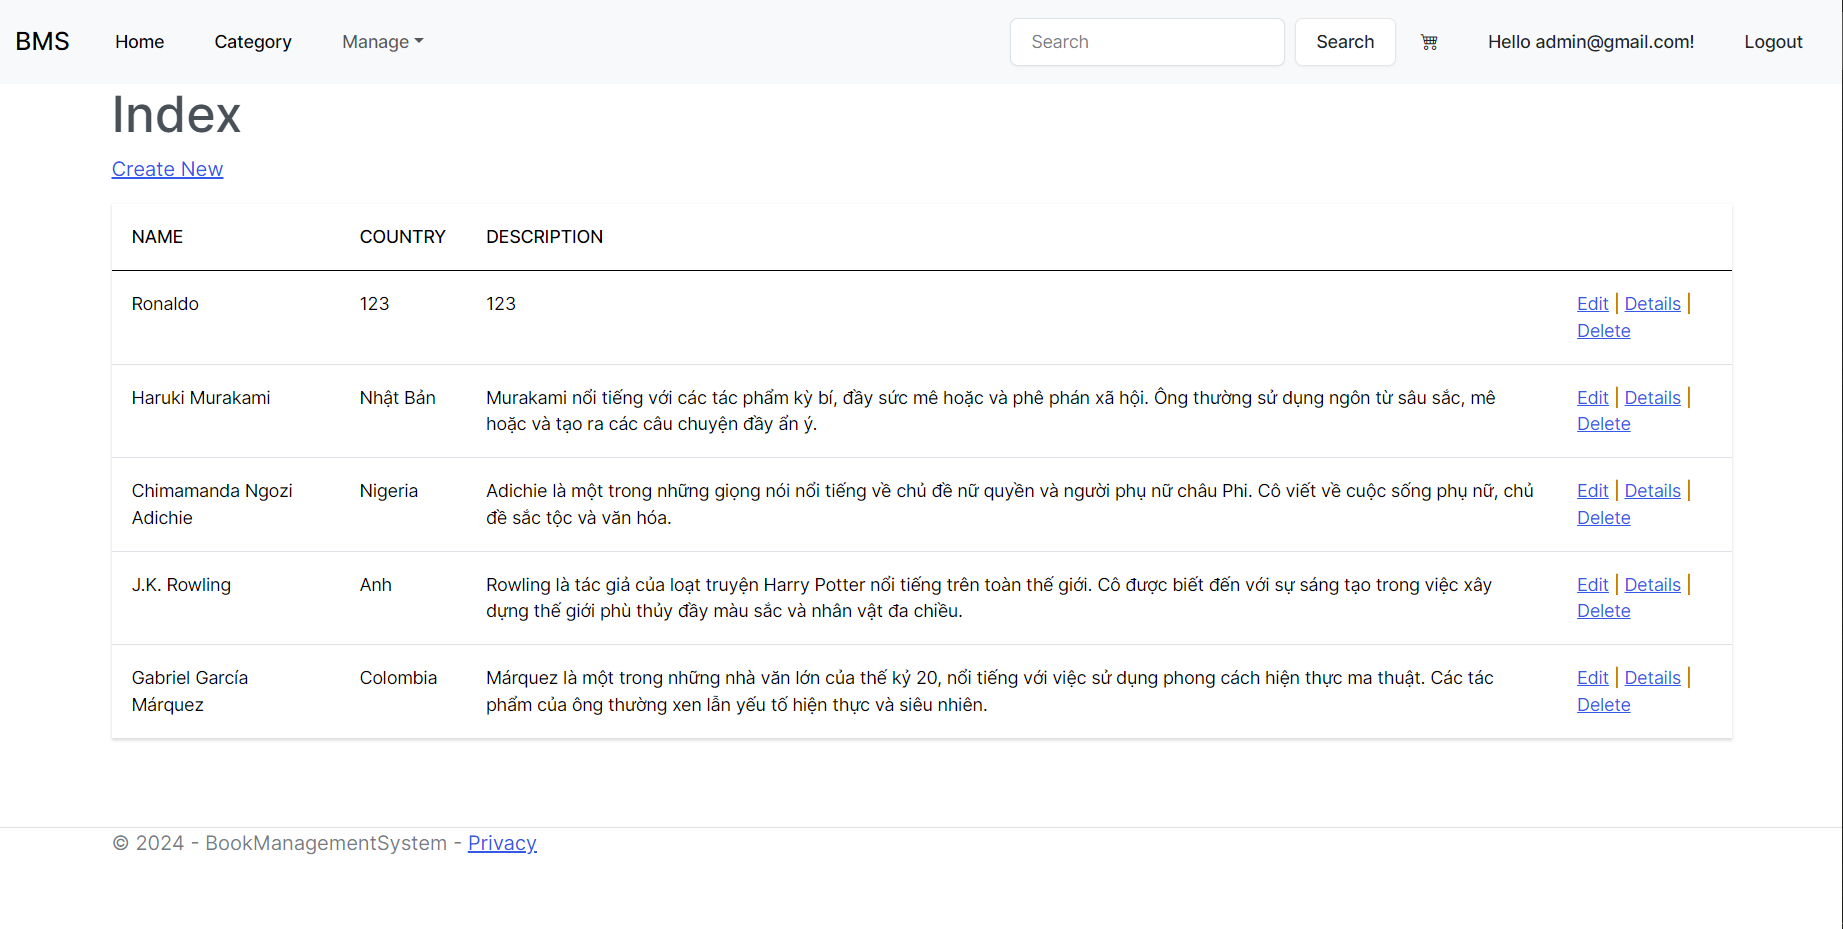 BMS Home Category Manage Search Search Hello admin@gmail.com! Logout
Index
Create New
NAME COUNTRY DESCRIPTION
Ronaldo 123 123 Edit | Details |
Delete
Haruki Murakami Nhật Bản Murakami nổi tiếng với các tác phẩm kỳ bí, đầy sức mê hoặc và phê phán xã hội. Ông thường sử dụng ngôn từ sâu sắc, mê Edit | Details |
hoặc và tạo ra các câu chuyện đầy ẩn ý. Delete
Chimamanda Ngozi Nigeria Adichie là một trong những giọng nói nổi tiếng về chủ đề nữ quyền và người phụ nữ châu Phi. Cô viết về cuộc sống phụ nữ, chủ Edit | Details |
Adichie đề sắc tộc và văn hóa. Delete
J.K. Rowling Anh Rowling là tác giả của loạt truyện Harry Potter nổi tiếng trên toàn thế giới. Cô được biết đến với sự sáng tạo trong việc xây Edit | Details |
dựng thế giới phù thủy đầy màu sắc và nhân vật đa chiều. Delete
Gabriel García Colombia Márquez là một trong những nhà văn lớn của thế kỷ 20, nổi tiếng với việc sử dụng phong cách hiện thực ma thuật. Các tác Edit | Details |
Márquez phẩm của ông thường xen lẫn yếu tố hiện thực và siêu nhiên. Delete
© 2024 - BookManagementSystem - Privacy